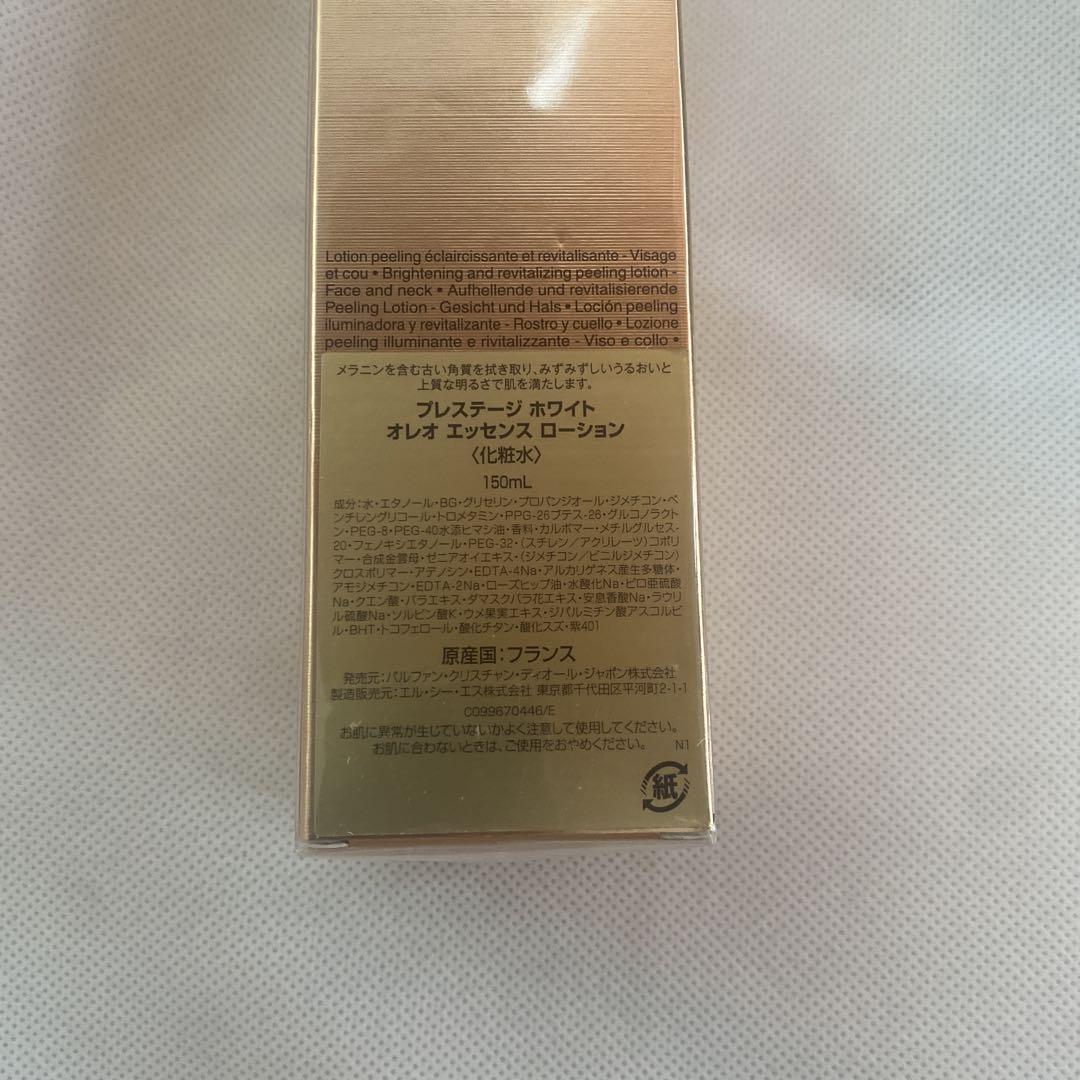 Lotion peeling éclaircissante et revitalisante - Visage
et cou • Brightening and revitalizing peeling lotion -
Face and neck • Aufhellende und revitalisierende
Peeling Lotion - Gesicht und Hals • Loción peeling
iluminadora y revitalizante - Rostro y cuello • Lozione
peeling illuminante e rivitalizzante - Viso e collo •
メラニンを含む古い角質を拭き取り、みずみずしいうるおいと
上質な明るさで肌を満たします。
プレステージ ホワイト
オレオ エッセンス ローション
〈化粧水〉
150mL
成分:水・エタノール・BG・グリセリン・プロパンジオール・ジメチコン・ペ
ンチレングリコール・トロメタミン・PPG-26ブテス-26・グルコノラクト
ン・PEG-8・PEG-40水添ヒマシ油・香料・カルボマー・メチルグルセス-
20・フェノキシエタノール・PEG-32・(スチレン/アクリレーツ)コポリ
マー・合成金雲母・ゼニアオイエキス・(ジメチコン/ビニルジメチコン)
クロスポリマー・アデノシン・EDTA-4Na・アルカリゲネス産生多糖体・
アモジメチコン・EDTA-2Na・ローズヒップ油・水酸化Na・ピロ亜硫酸
Na・クエン酸・バラエキス・ダマスクバラ花エキス・安息香酸Na・ラウリ
ル硫酸Na・ソルビン酸K・ウメ果実エキス・ジパルミチン酸アスコルビ
ル・BHT・トコフェロール・酸化チタン・酸化スズ・紫401
原産国:フランス
発売元:パルファン・クリスチャン・ディオール・ジャポン株式会社
製造販売元:エル・シー・エス株式会社 東京都千代田区平河町2-1-1
C099670446/E
お肌に異常が生じていないかよく注意して使用してください。
お肌に合わないときは、ご使用をおやめください。 N1
紙